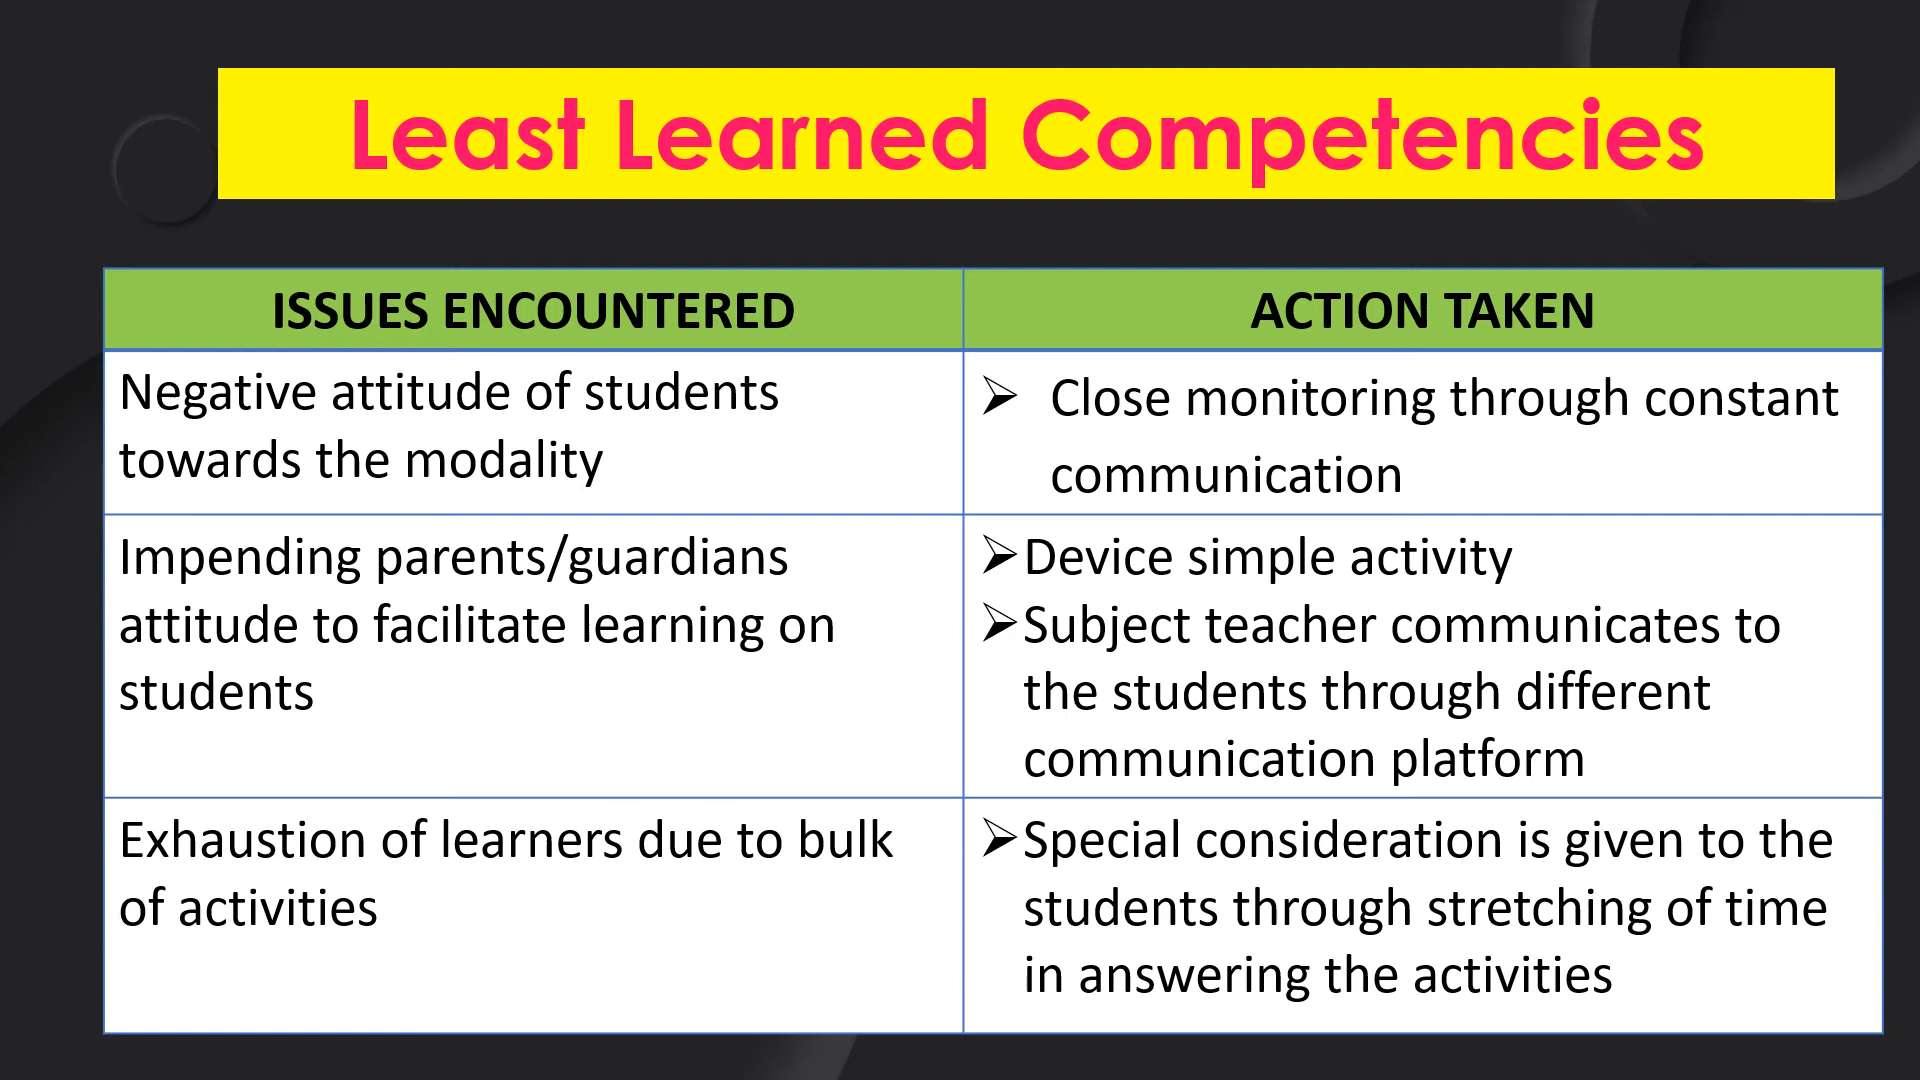 Least Learned Competencies
ISSUES ENCOUNTERED
ACTION TAKEN
Negative attitude of students
towards the modality
➢ Close monitoring through constant
communication
Impending parents/guardians
attitude to facilitate learning on
students
➢Device simple activity
➢Subject teacher communicates to
the students through different
communication platform
Exhaustion of learners due to bulk
of activities
➢Special consideration is given to the
students through stretching of time
in answering the activities